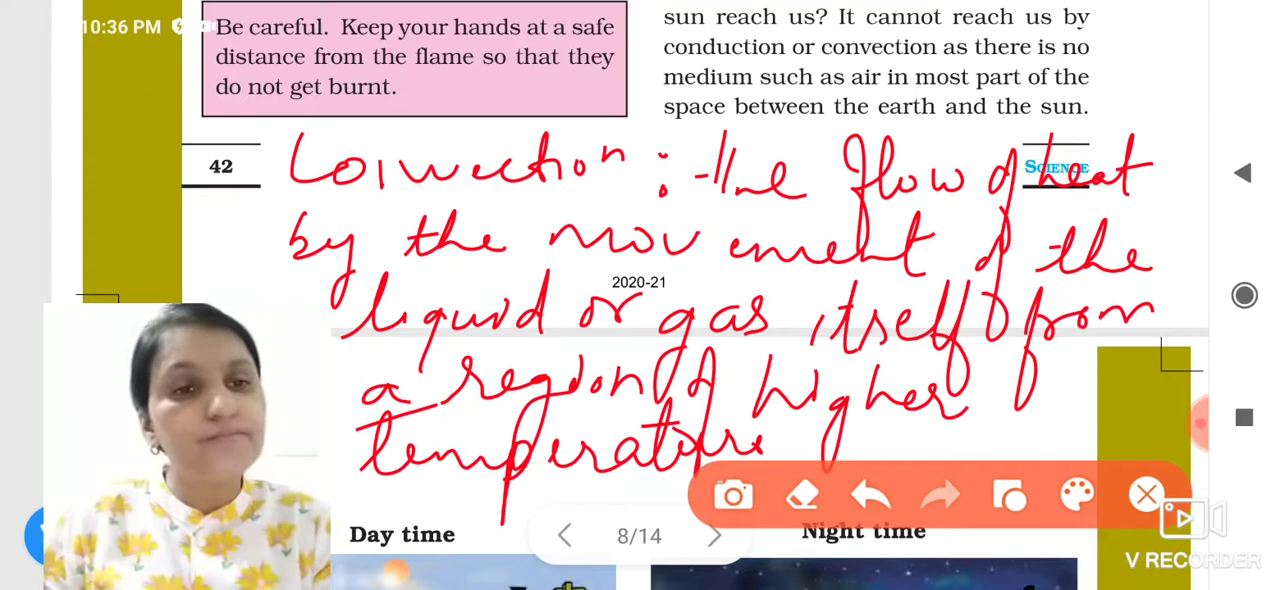 10:36 PM
Be careful. Keep your hands at a safe
distance from the flame so that they
do not get burnt.
sun reach us? It cannot reach us by
conduction or convection as there is no
medium such as air in most part of the
space between the earth and the sun.
42
SCIENCE
Convection :- The flow of heat
by the movement of the
2020-21
liquid or gas itself from
a region of higher
temperature
Day time
8/14
Night time
V RECORDER